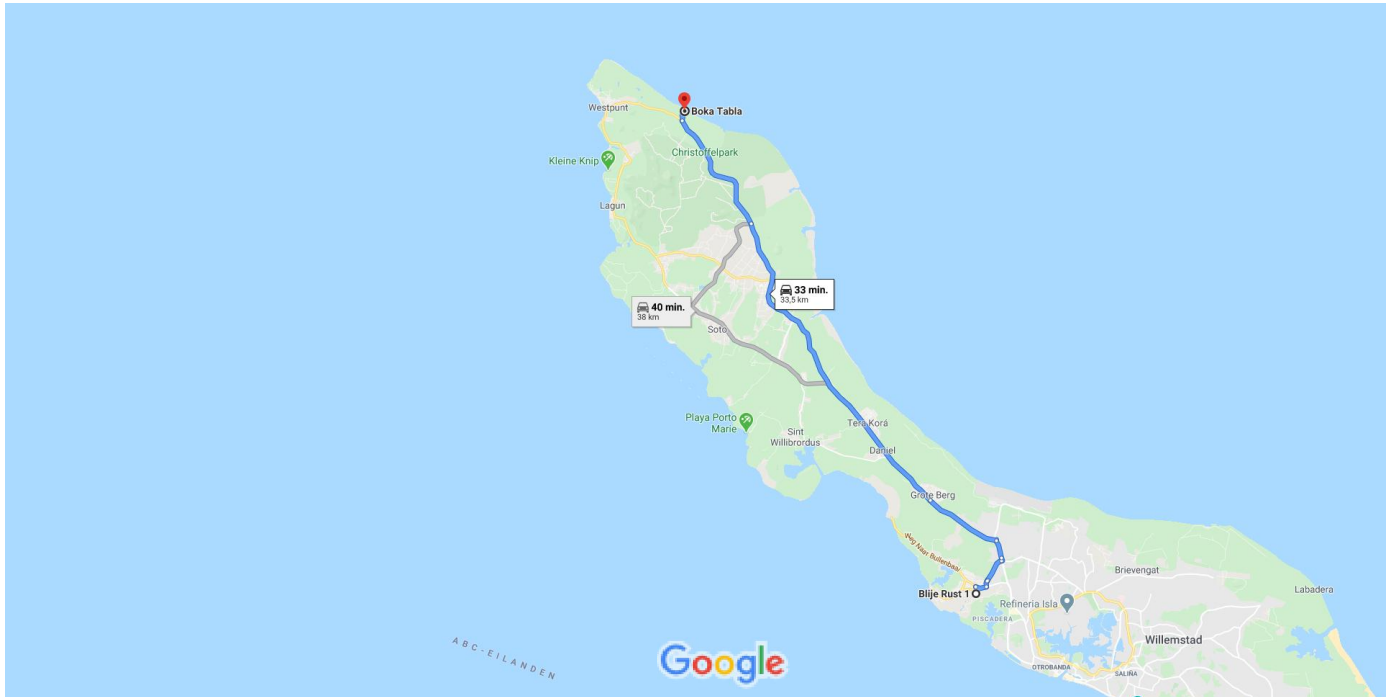 Westpunt
Boka Tabla
Christoffelpark
Kleine Knip
Lagun
33 min.
33,5 km
40 min.
38 km
Soto
Playa Porto
Marie
Sint
Willibrordus
Tera Korá
Daniel
Grote Berg
Weg Naar Bullenbaai
Brievengat
Labadera
Blije Rust 1
Refineria Isla
PISCADERA
Willemstad
ABC-EILANDEN
Google
OTROBANDA
SALIÑA